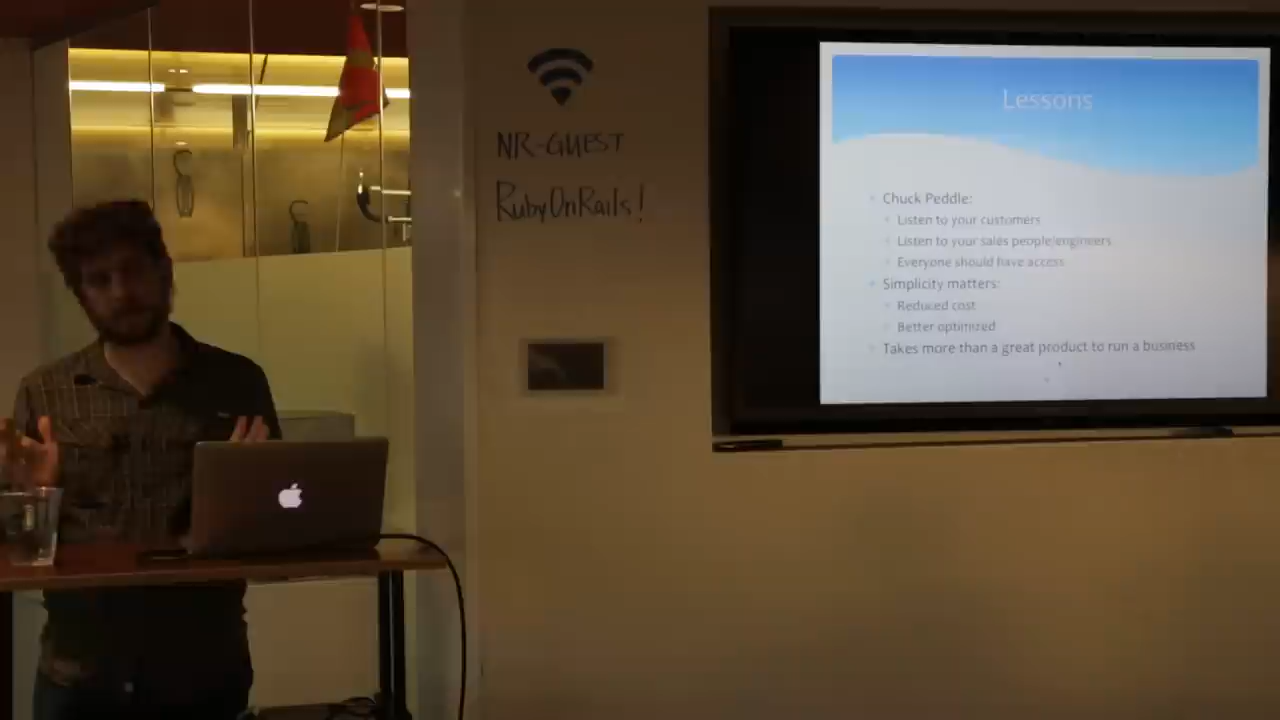 NR-GUEST
RubyOnRails!
Lessons
Chuck Peddle:
Listen to your customers
Listen to your sales people|engineers
Everyone should have access
Simplicity matters:
Reduced cost
Better optimized
Takes more than a great product to run a business